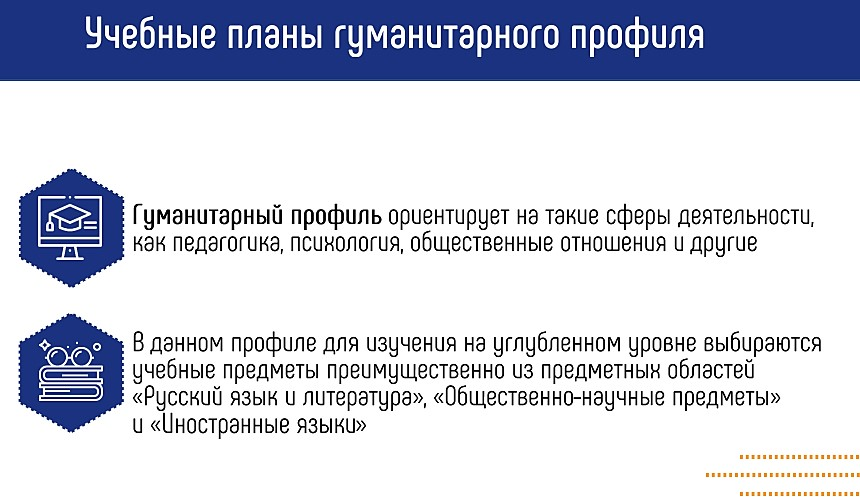 Учебные планы гуманитарного профиля
Гуманитарный профиль ориентирует на такие сферы деятельности,
как педагогика, психология, общественные отношения и другие
В данном профиле для изучения на углубленном уровне выбираются
учебные предметы преимущественно из предметных областей
«Русский язык и литература», «Общественно-научные предметы»
и «Иностранные языки»